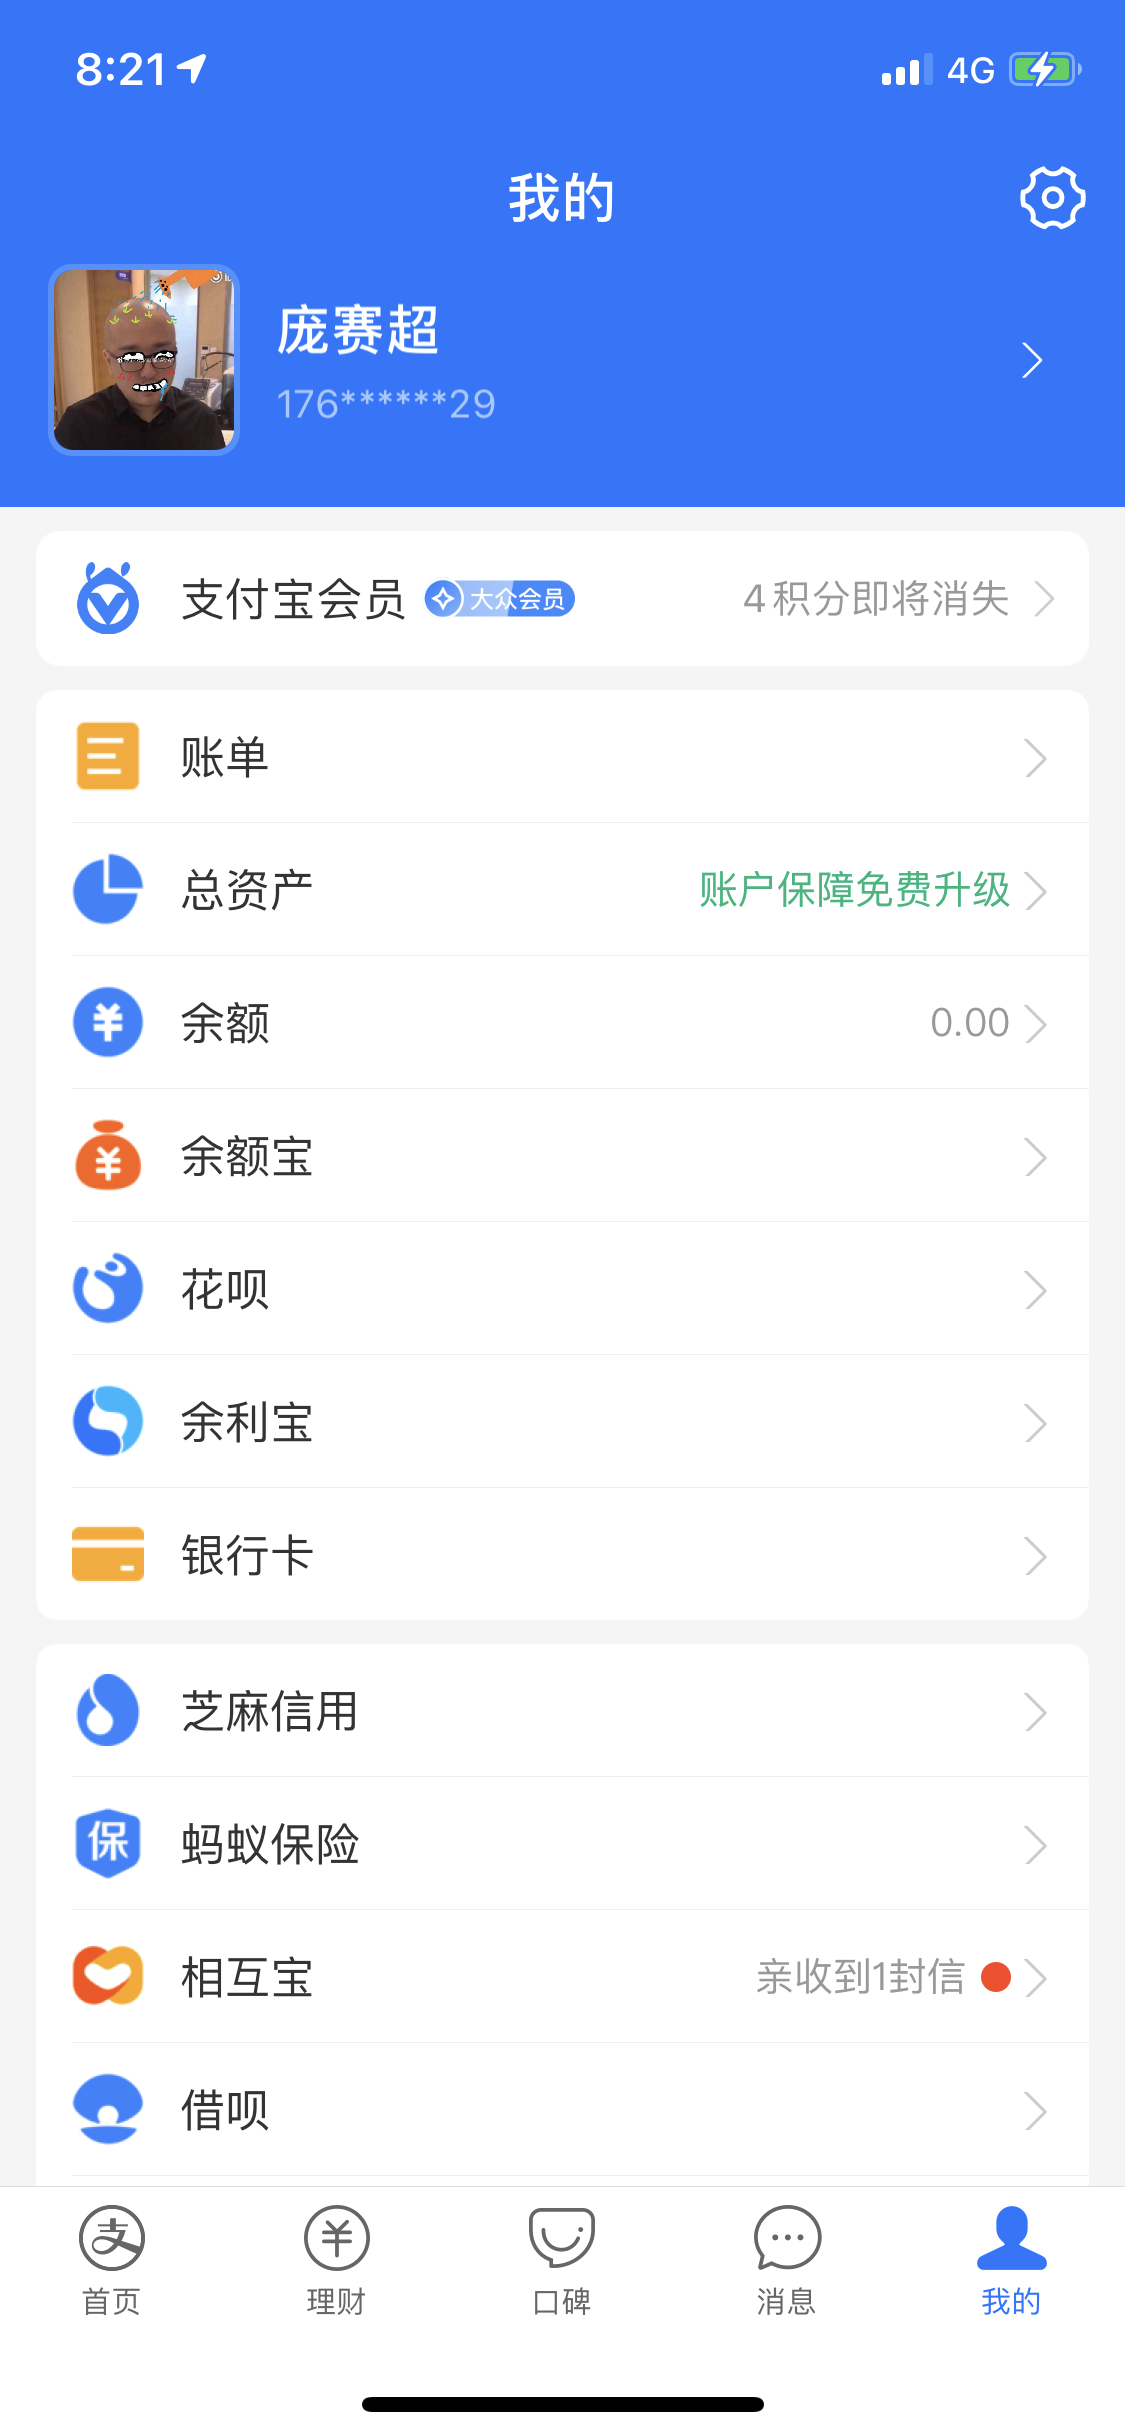 8:21
4G
我的
庞赛超
176******29
支付宝会员 大众会员 4积分即将消失
账单
总资产 账户保障免费升级
余额 0.00
余额宝
花呗
余利宝
银行卡
芝麻信用
保 蚂蚁保险
相互宝 亲收到1封信
借呗
支
首页 理财 口碑 消息 我的